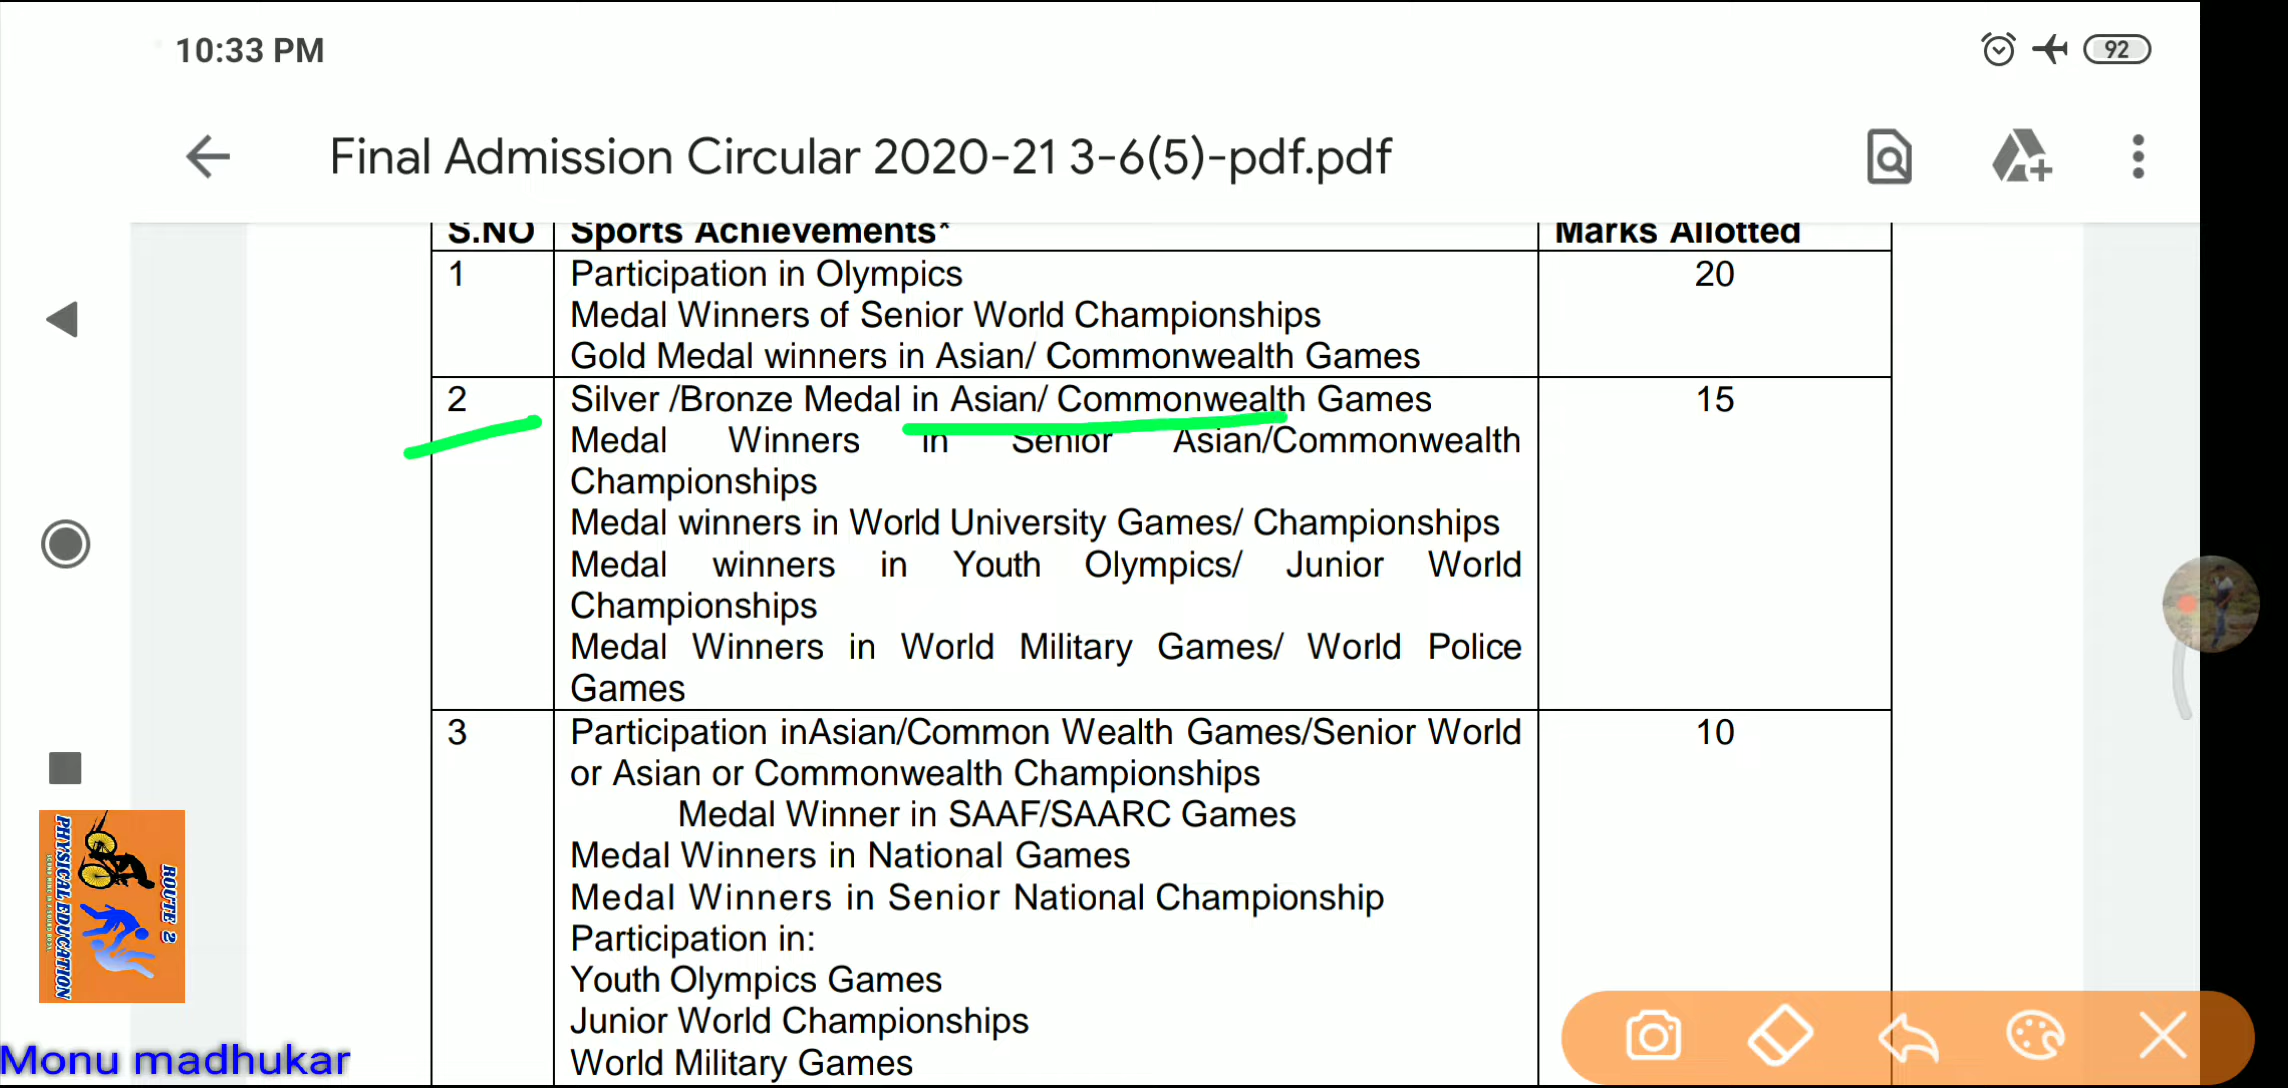 10:33 PM
92
Final Admission Circular 2020-21 3-6(5)-pdf.pdf
S.NO Sports Achievements* Marks Allotted
1 Participation in Olympics 20
Medal Winners of Senior World Championships
Gold Medal winners in Asian/ Commonwealth Games
2 Silver /Bronze Medal in Asian/ Commonwealth Games 15
Medal Winners in Senior Asian/Commonwealth
Championships
Medal winners in World University Games/ Championships
Medal winners in Youth Olympics/ Junior World
Championships
Medal Winners in World Military Games/ World Police
Games
3 Participation inAsian/Common Wealth Games/Senior World 10
or Asian or Commonwealth Championships
Medal Winner in SAAF/SAARC Games
Medal Winners in National Games
Medal Winners in Senior National Championship
Participation in:
Youth Olympics Games
Junior World Championships
World Military Games
ROUTE 2
PHYSICAL EDUCATION
Monu madhukar